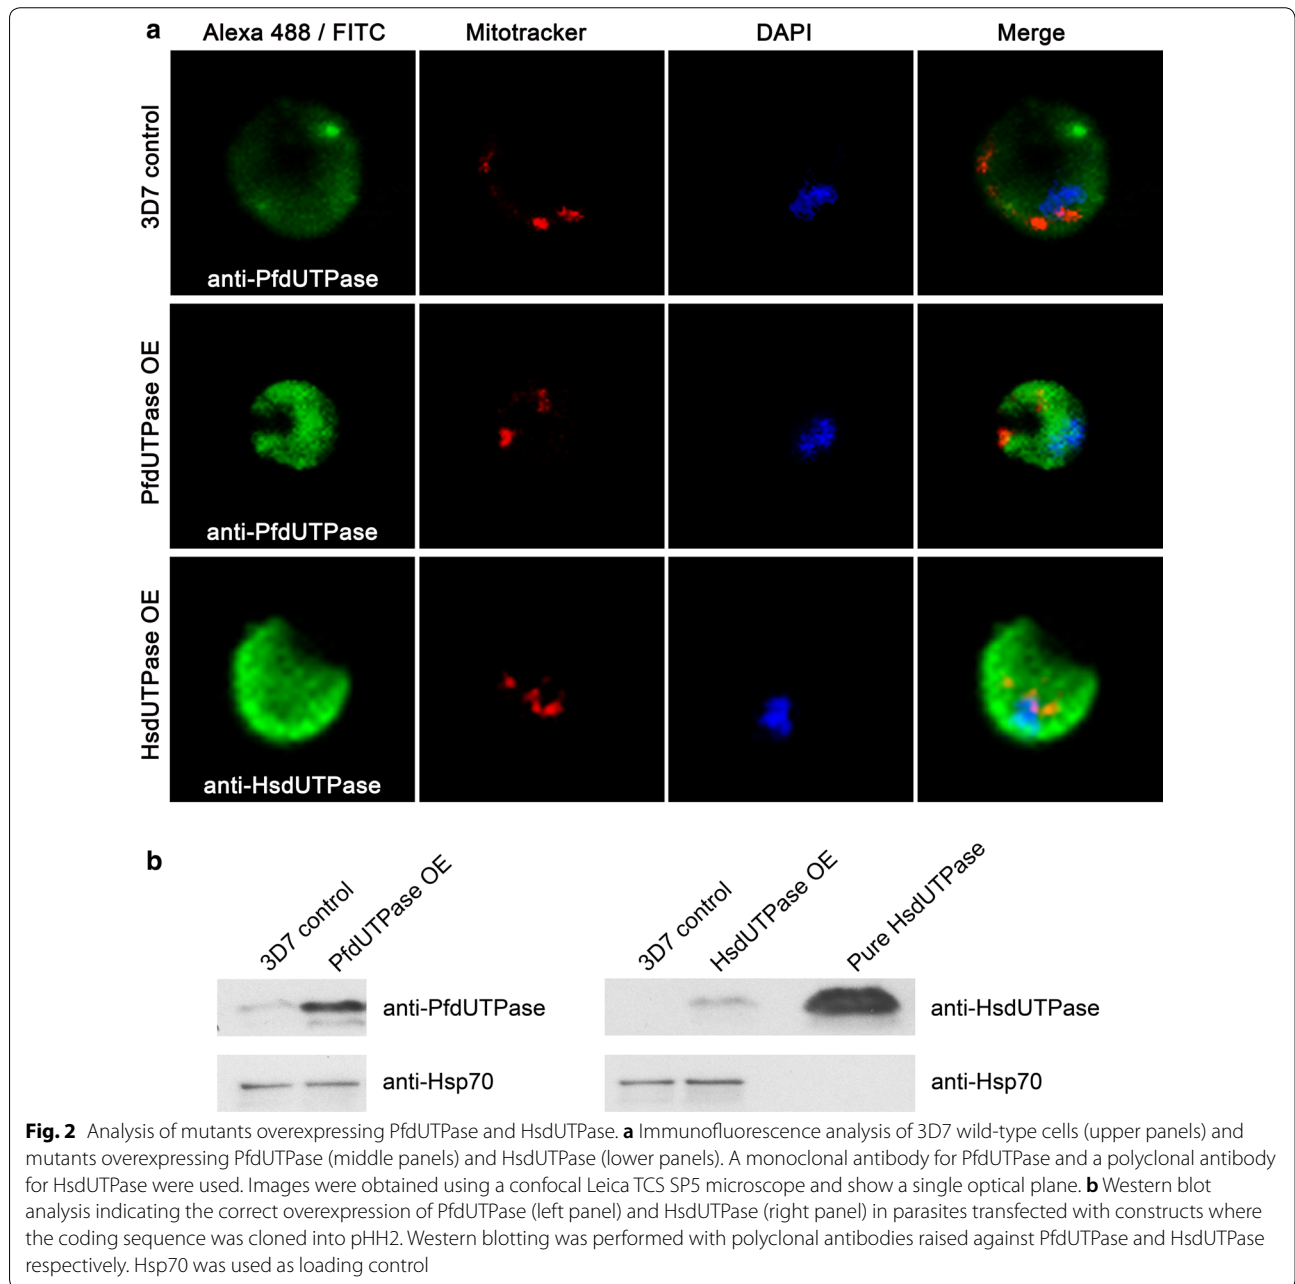 a
Alexa 488 / FITC Mitotracker DAPI Merge
3D7 control
anti-PfdUTPase
PfdUTPase OE
anti-PfdUTPase
HsdUTPase OE
anti-HsdUTPase
b
3D7 control PfdUTPase OE 3D7 control HsdUTPase OE Pure HsdUTPase
anti-PfdUTPase anti-HsdUTPase
anti-Hsp70 anti-Hsp70
Fig. 2 Analysis of mutants overexpressing PfdUTPase and HsdUTPase. a Immunofluorescence analysis of 3D7 wild-type cells (upper panels) and
mutants overexpressing PfdUTPase (middle panels) and HsdUTPase (lower panels). A monoclonal antibody for PfdUTPase and a polyclonal antibody
for HsdUTPase were used. Images were obtained using a confocal Leica TCS SP5 microscope and show a single optical plane. b Western blot
analysis indicating the correct overexpression of PfdUTPase (left panel) and HsdUTPase (right panel) in parasites transfected with constructs where
the coding sequence was cloned into pHH2. Western blotting was performed with polyclonal antibodies raised against PfdUTPase and HsdUTPase
respectively. Hsp70 was used as loading control